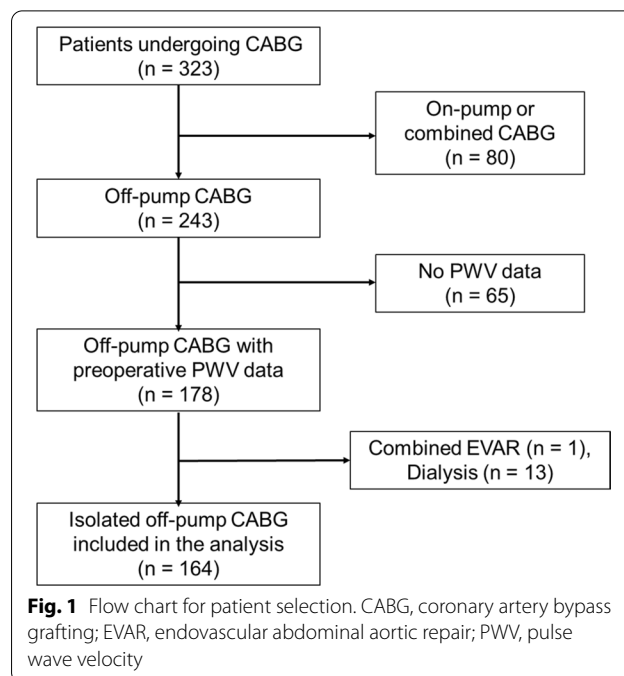 Patients undergoing CABG
(n = 323)
On-pump or
combined CABG
(n = 80)
Off-pump CABG
(n = 243)
No PWV data
(n = 65)
Off-pump CABG with
preoperative PWV data
(n = 178)
Combined EVAR (n = 1),
Dialysis (n = 13)
Isolated off-pump CABG
included in the analysis
(n = 164)
Fig. 1 Flow chart for patient selection. CABG, coronary artery bypass
grafting; EVAR, endovascular abdominal aortic repair; PWV, pulse
wave velocity